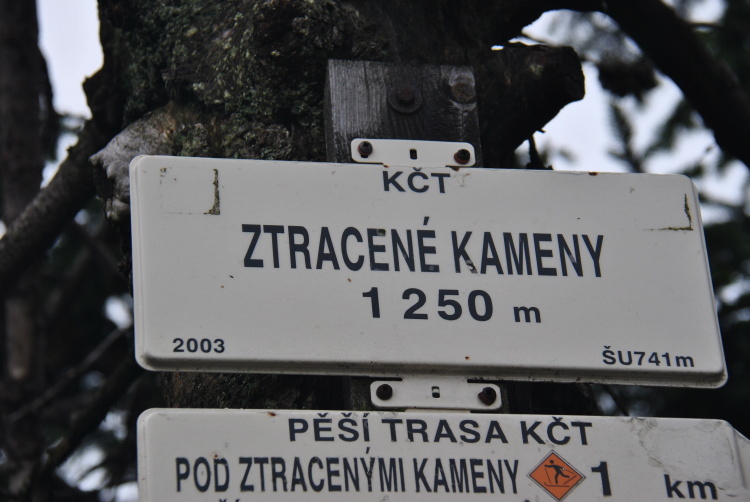 KČT
ZTRACENÉ KAMENY
1 250 m
2003 ŠU741m
PĚŠÍ TRASA KČT
POD ZTRACENÝMI KAMENY 1 km